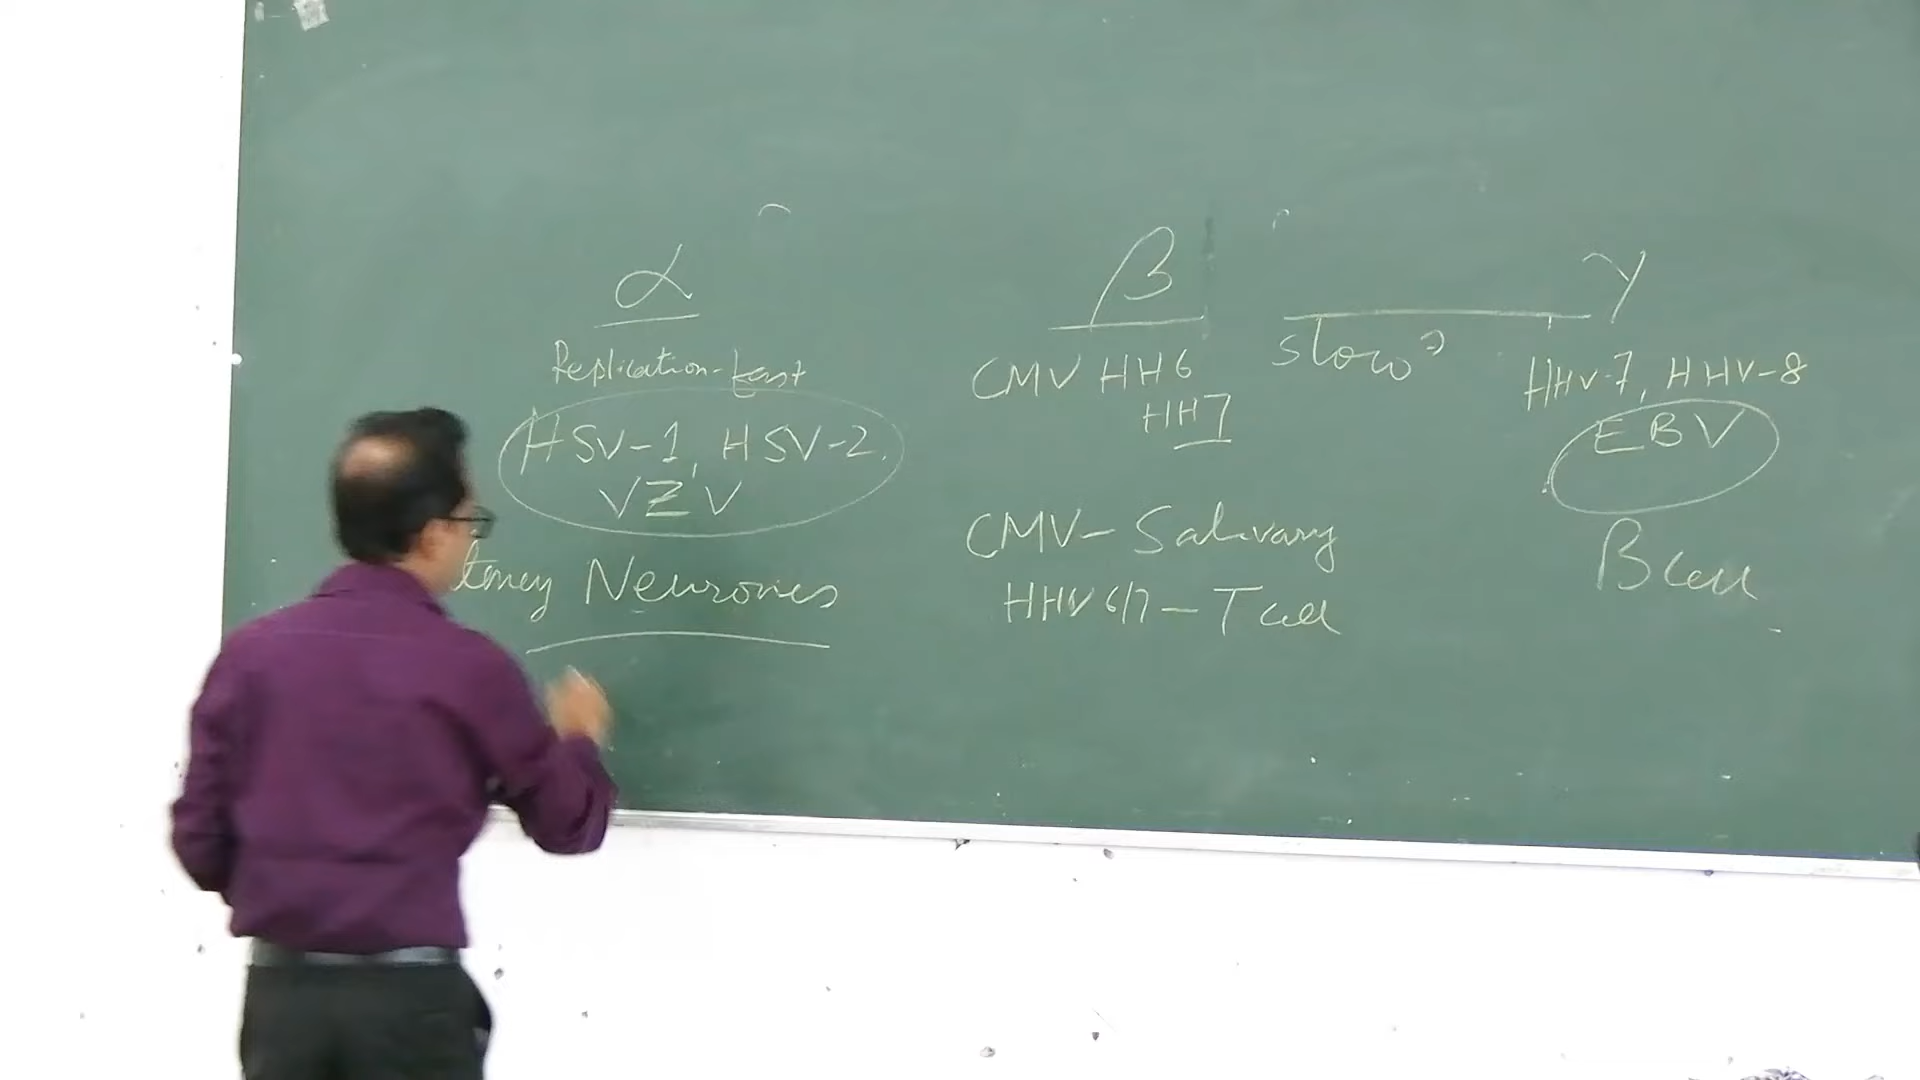 α
Replication-fast
HSV-1, HSV-2.
VZV
Neurones
β
CMV HH6
HH7
slow
CMV- Salivary
HHV 6/7 - T cell
γ
HHV-7, HHV-8
EBV
B cell